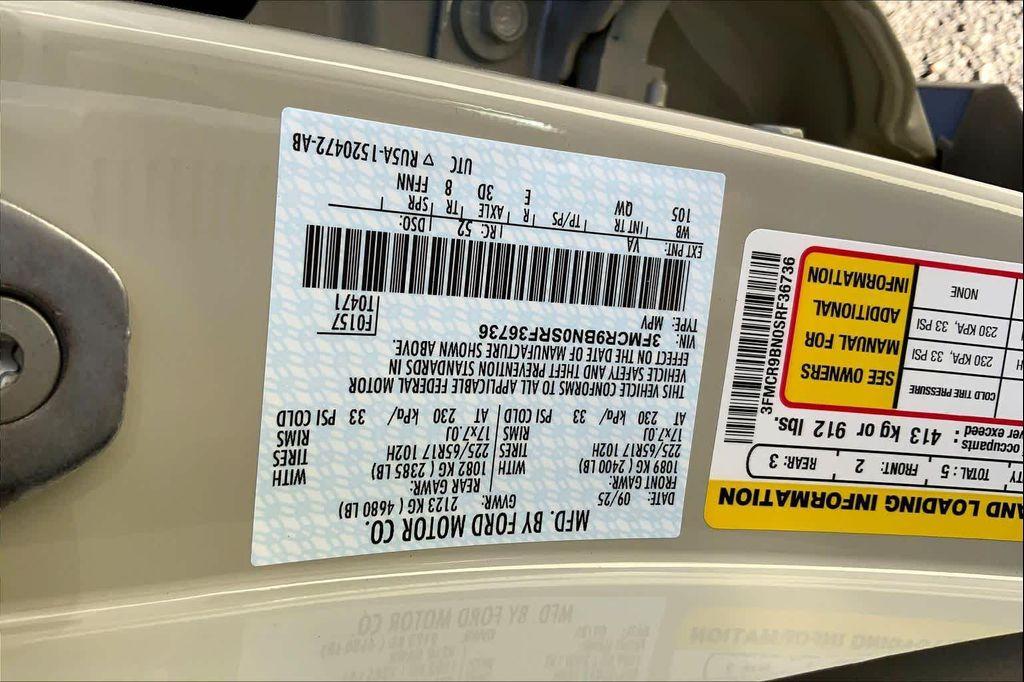 MFD. BY FORD MOTOR CO.
DATE: 09/25 GVWR: 2123 KG ( 4680 LB)
FRONT GAWR: REAR GAWR:
1089 KG ( 2400 LB) WITH 1082 KG ( 2385 LB) WITH
225/65R17 102H TIRES 225/65R17 102H TIRES
17x7.0J RIMS 17x7.0J RIMS
AT 230 kPa/ 33 PSI COLD AT 230 kPa/ 33 PSI COLD
THIS VEHICLE CONFORMS TO ALL APPLICABLE FEDERAL MOTOR
VEHICLE SAFETY AND THEFT PREVENTION STANDARDS IN
EFFECT ON THE DATE OF MANUFACTURE SHOWN ABOVE.
VIN: 3FMCR9BN0SRF36736
TYPE: MPV
F0157
T0471
EXT PNT: VA RC: 52 DSO:
WB INT TR TP/PS R AXLE TR SPR
105 QW E 3D 8 FFNN
UTC
▽ RU5A-1520472-AB
AND LOADING INFORMATION
TOTAL : 5 FRONT: 2 REAR: 3
413 kg or 912 lbs.
COLD TIRE PRESSURE
230 KPA, 33 PSI
230 KPA, 33 PSI
NONE
SEE OWNERS
MANUAL FOR
ADDITIONAL
INFORMATION
3FMCR9BN0SRF36736